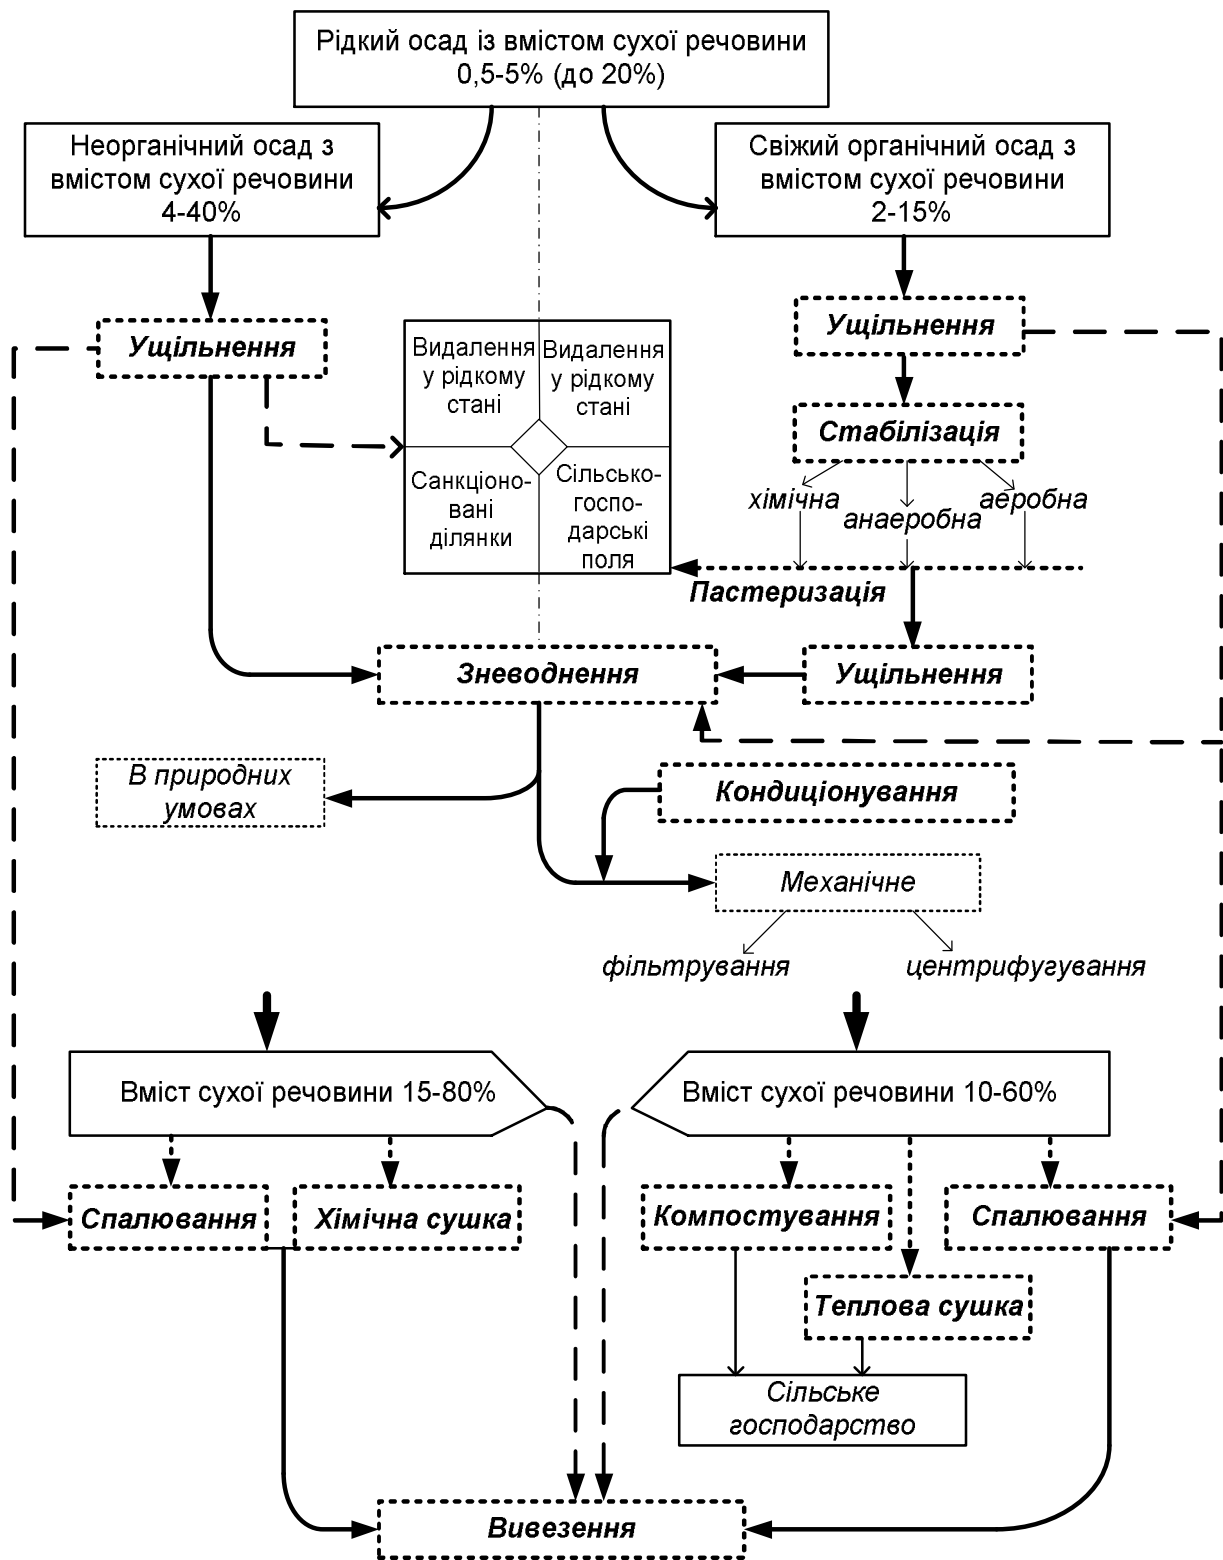 Рідкий осад із вмістом сухої речовини
0,5-5% (до 20%)
Неорганічний осад з
вмістом сухої речовини
4-40%
Свіжий органічний осад з
вмістом сухої речовини
2-15%
Ущільнення
Ущільнення
Видалення
у рідкому
стані
Видалення
у рідкому
стані
Санкціоно-
вані
ділянки
Сільсько-
госпо-
дарські
поля
Стабілізація
хімічна
анаеробна
аеробна
Пастеризація
Зневоднення
Ущільнення
В природних
умовах
Кондиціонування
Механічне
фільтрування
центрифугування
Вміст сухої речовини 15-80%
Вміст сухої речовини 10-60%
Спалювання
Хімічна сушка
Компостування
Спалювання
Теплова сушка
Сільське
господарство
Вивезення